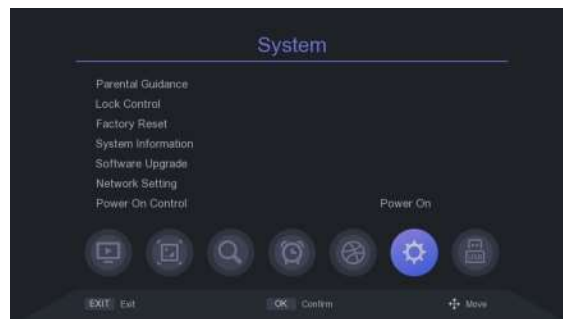 System
Parental Guidance
Lock Control
Factory Reset
System Information
Software Upgrade
Network Setting
Power On Control Power On
USB
EXIT Exit OK Confirm Move